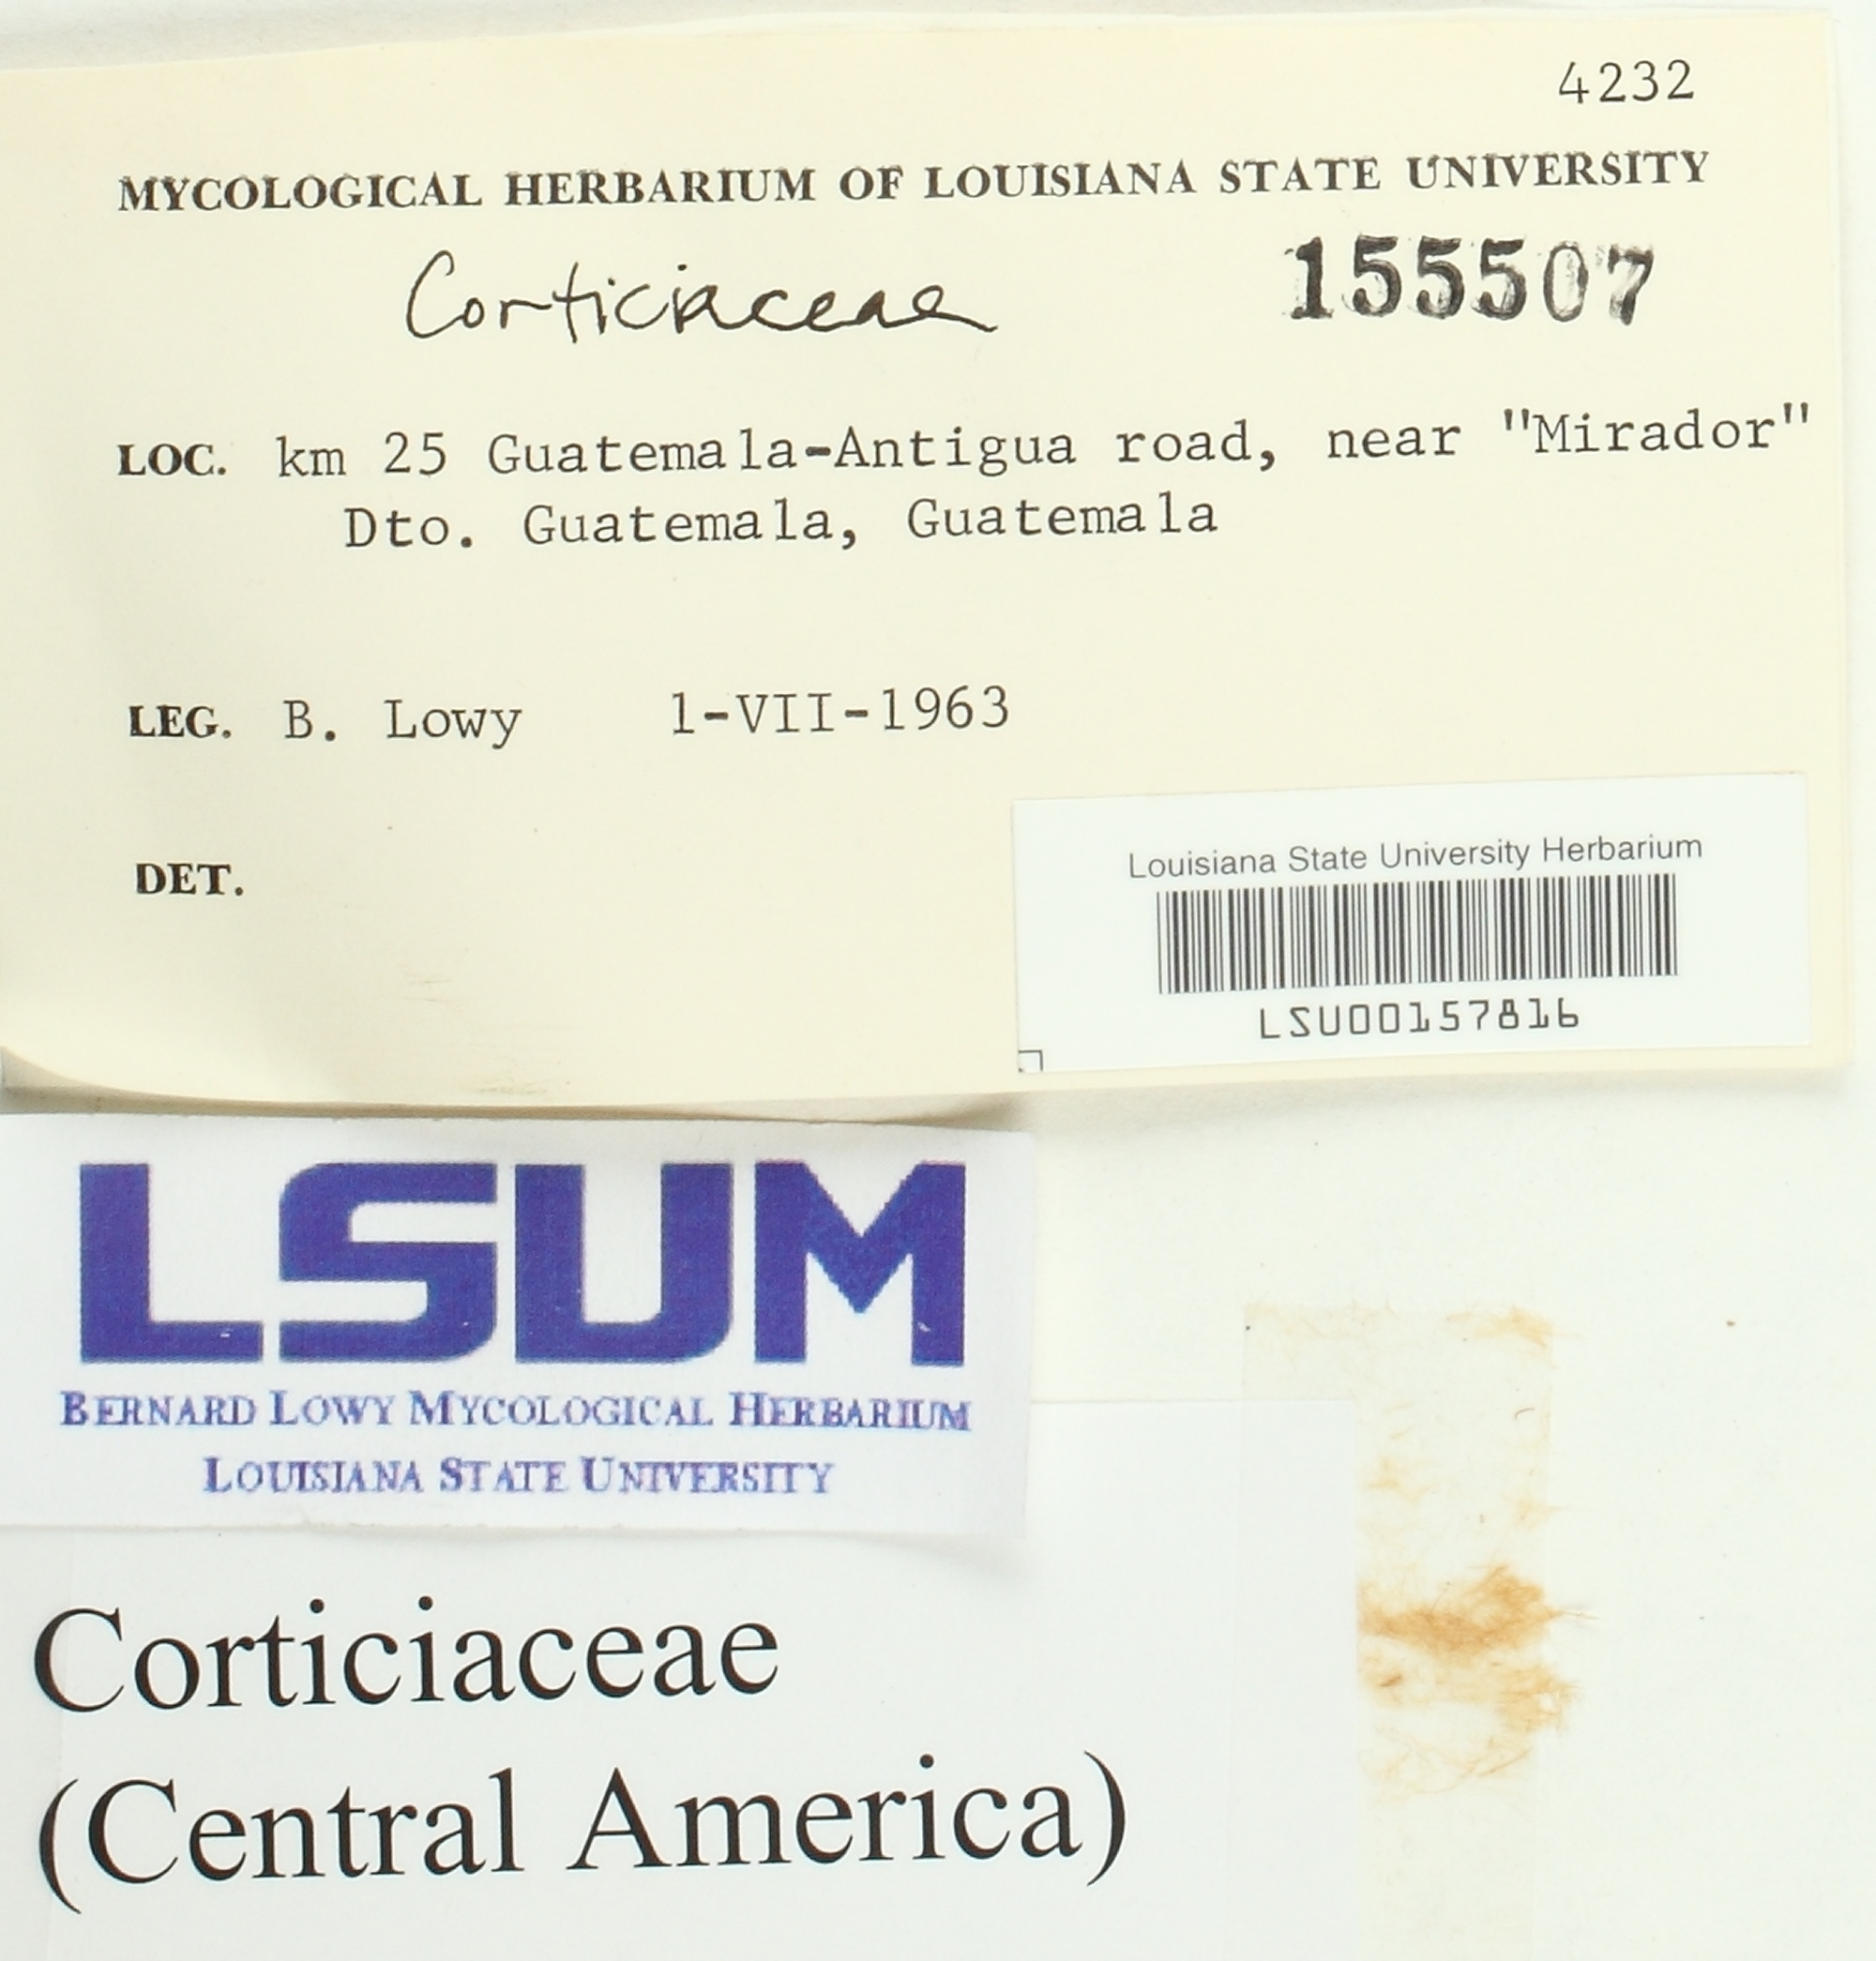 4232
MYCOLOGICAL HERBARIUM OF LOUISIANA STATE UNIVERSITY
Corticiaceae 155507
LOC. km 25 Guatemala-Antigua road, near "Mirador"
Dto. Guatemala, Guatemala
LEG. B. Lowy 1-VII-1963
DET.
Louisiana State University Herbarium
LSU00157816
LSUM
BERNARD LOWY MYCOLOGICAL HERBARIUM
LOUISIANA STATE UNIVERSITY
Corticiaceae
(Central America)